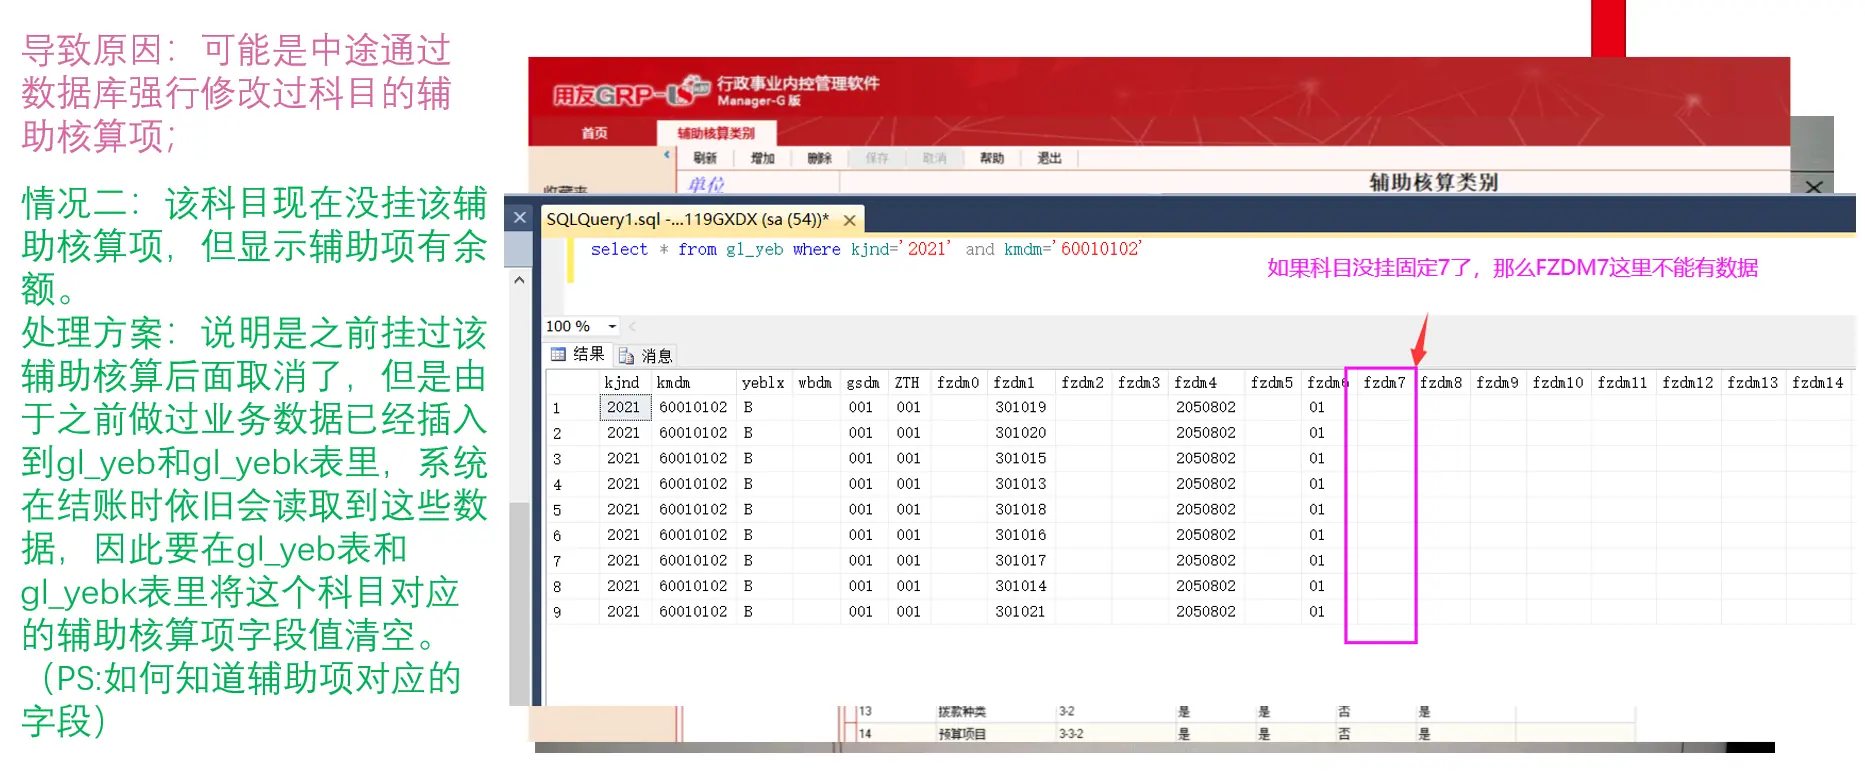 导致原因：可能是中途通过
数据库强行修改过科目的辅
助核算项；
情况二：该科目现在没挂该辅
助核算项，但显示辅助项有余
额。
处理方案：说明是之前挂过该
辅助核算后面取消了，但是由
于之前做过业务数据已经插入
到gl_yeb和gl_yebk表里，系统
在结账时依旧会读取到这些数
据，因此要在gl_yeb表和
gl_yebk表里将这个科目对应
的辅助核算项字段值清空。
（PS:如何知道辅助项对应的
字段）
用友GRP-U8 行政事业内控管理软件
Manager-G 版
首页 辅助核算类别
刷新 增加 删除 保存 取消 帮助 退出
收藏夹 单位 辅助核算类别
SQLQuery1.sql -...119GXDX (sa (54))*
select * from gl_yeb where kjnd='2021' and kmdm='60010102'
如果科目没挂固定7了，那么FZDM7这里不能有数据
100 %
结果 消息
kjnd kmdm yeblx wbdm gsdm ZTH fzdm0 fzdm1 fzdm2 fzdm3 fzdm4 fzdm5 fzdm6 fzdm7 fzdm8 fzdm9 fzdm10 fzdm11 fzdm12 fzdm13 fzdm14
1 2021 60010102 B 001 001 301019 2050802 01
2 2021 60010102 B 001 001 301020 2050802 01
3 2021 60010102 B 001 001 301015 2050802 01
4 2021 60010102 B 001 001 301013 2050802 01
5 2021 60010102 B 001 001 301018 2050802 01
6 2021 60010102 B 001 001 301016 2050802 01
7 2021 60010102 B 001 001 301017 2050802 01
8 2021 60010102 B 001 001 301014 2050802 01
9 2021 60010102 B 001 001 301021 2050802 01
13 拨款种类 3-2 是 是 否 是
14 预算项目 3-3-2 是 是 否 是